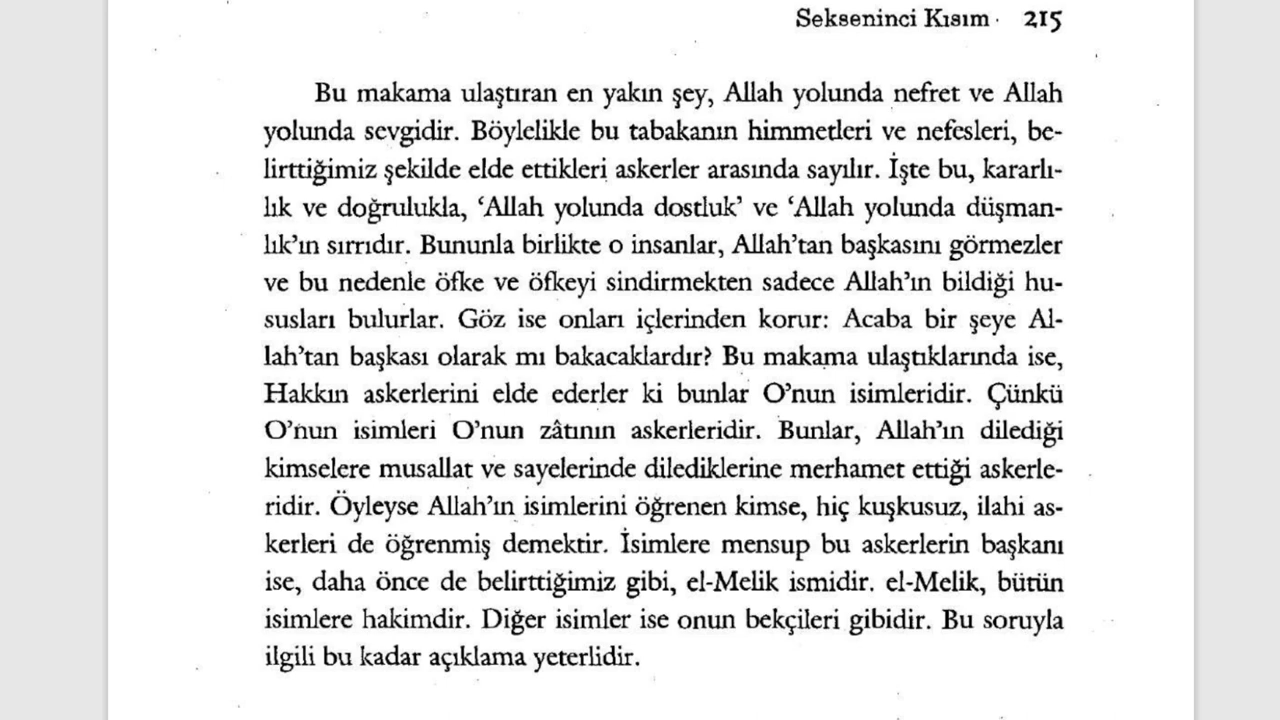 Sekseninci Kısım · 215
Bu makama ulaştıran en yakın şey, Allah yolunda nefret ve Allah
yolunda sevgidir. Böylelikle bu tabakanın himmetleri ve nefesleri, be-
lirttiğimiz şekilde elde ettikleri askerler arasında sayılır. İşte bu, kararlı-
lık ve doğrulukla, ‘Allah yolunda dostluk’ ve ‘Allah yolunda düşman-
lık’ın sırrıdır. Bununla birlikte o insanlar, Allah’tan başkasını görmezler
ve bu nedenle öfke ve öfkeyi sindirmekten sadece Allah’ın bildiği hu-
susları bulurlar. Göz ise onları içlerinden korur: Acaba bir şeye Al-
lah’tan başkası olarak mı bakacaklardır? Bu makama ulaştıklarında ise,
Hakkın askerlerini elde ederler ki bunlar O’nun isimleridir. Çünkü
O’nun isimleri O’nun zâtının askerleridir. Bunlar, Allah’ın dilediği
kimselere musallat ve sayelerinde dilediklerine merhamet ettiği askerle-
ridir. Öyleyse Allah’ın isimlerini öğrenen kimse, hiç kuşkusuz, ilahi as-
kerleri de öğrenmiş demektir. İsimlere mensup bu askerlerin başkanı
ise, daha önce de belirttiğimiz gibi, el-Melik ismidir. el-Melik, bütün
isimlere hakimdir. Diğer isimler ise onun bekçileri gibidir. Bu soruyla
ilgili bu kadar açıklama yeterlidir.